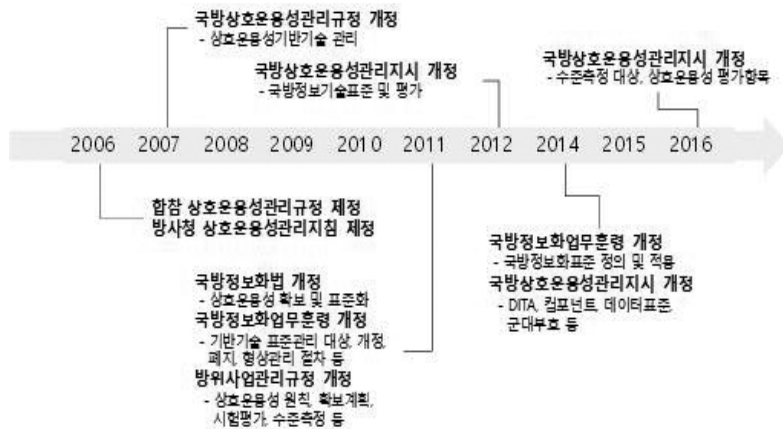 국방상호운용성관리규정 개정
- 상호운용성기반기술 관리
국방상호운용성관리지시 개정
- 국방정보기술표준 및 평가
국방상호운용성관리지시 개정
- 수준측정 대상, 상호운용성 평가항목
2006 2007 2008 2009 2010 2011 2012 2014 2015 2016
합참 상호운용성관리규정 제정
방사청 상호운용성관리지침 제정
국방정보화법 개정
- 상호운용성 확보 및 표준화
국방정보화업무훈령 개정
- 기반기술 표준관리 대상, 개정,
폐지, 형상관리 절차 등
방위사업관리규정 개정
- 상호운용성 원칙, 확보계획,
시험평가, 수준측정 등
국방정보화업무훈령 개정
- 국방정보화표준 정의 및 적용
국방상호운용성관리지시 개정
- DITA, 컴포넌트, 데이터표준,
군대부호 등